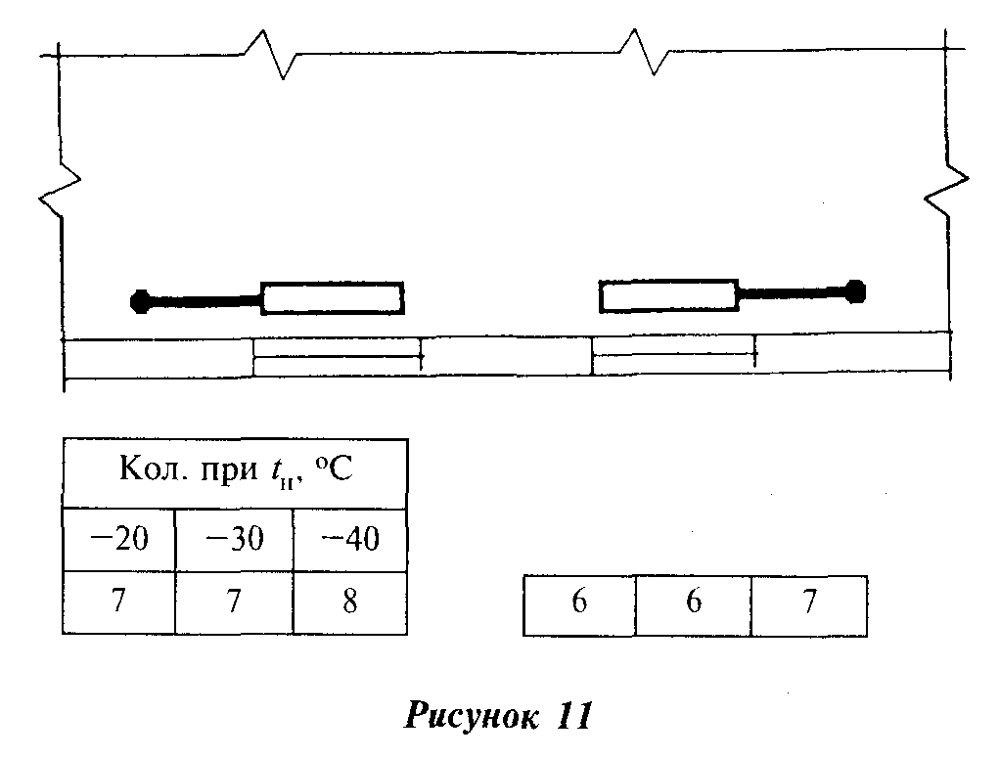 Кол. при tн, °С
−20 −30 −40
7 7 8
6 6 7
Рисунок 11